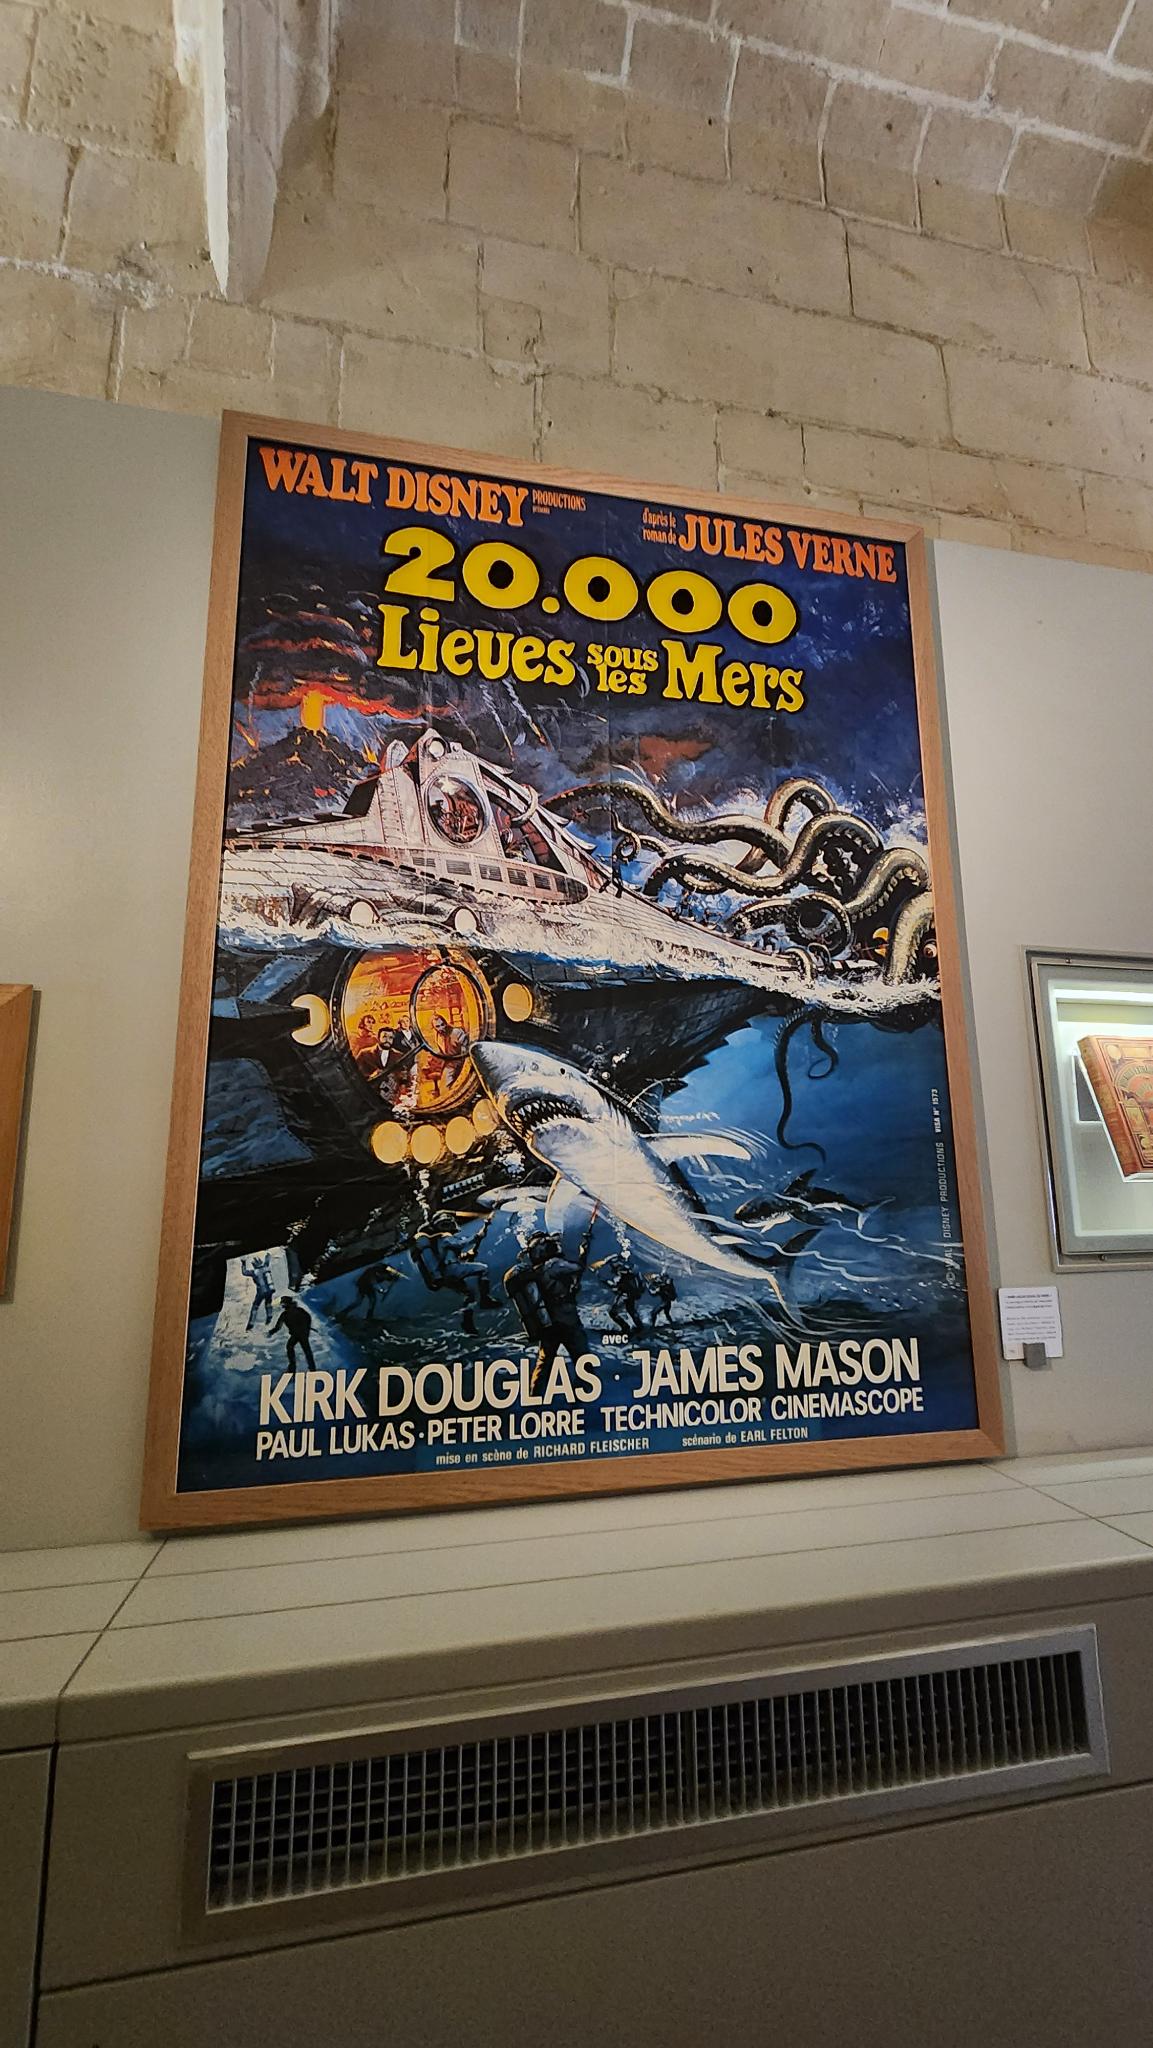 WALT DISNEY PRODUCTIONS
présente
d'après le
roman de JULES VERNE
20.000
Lieues sous les Mers
© WALT DISNEY PRODUCTIONS VISA N° 1573
avec
KIRK DOUGLAS · JAMES MASON
PAUL LUKAS · PETER LORRE TECHNICOLOR CINEMASCOPE
mise en scène de RICHARD FLEISCHER scénario de EARL FELTON